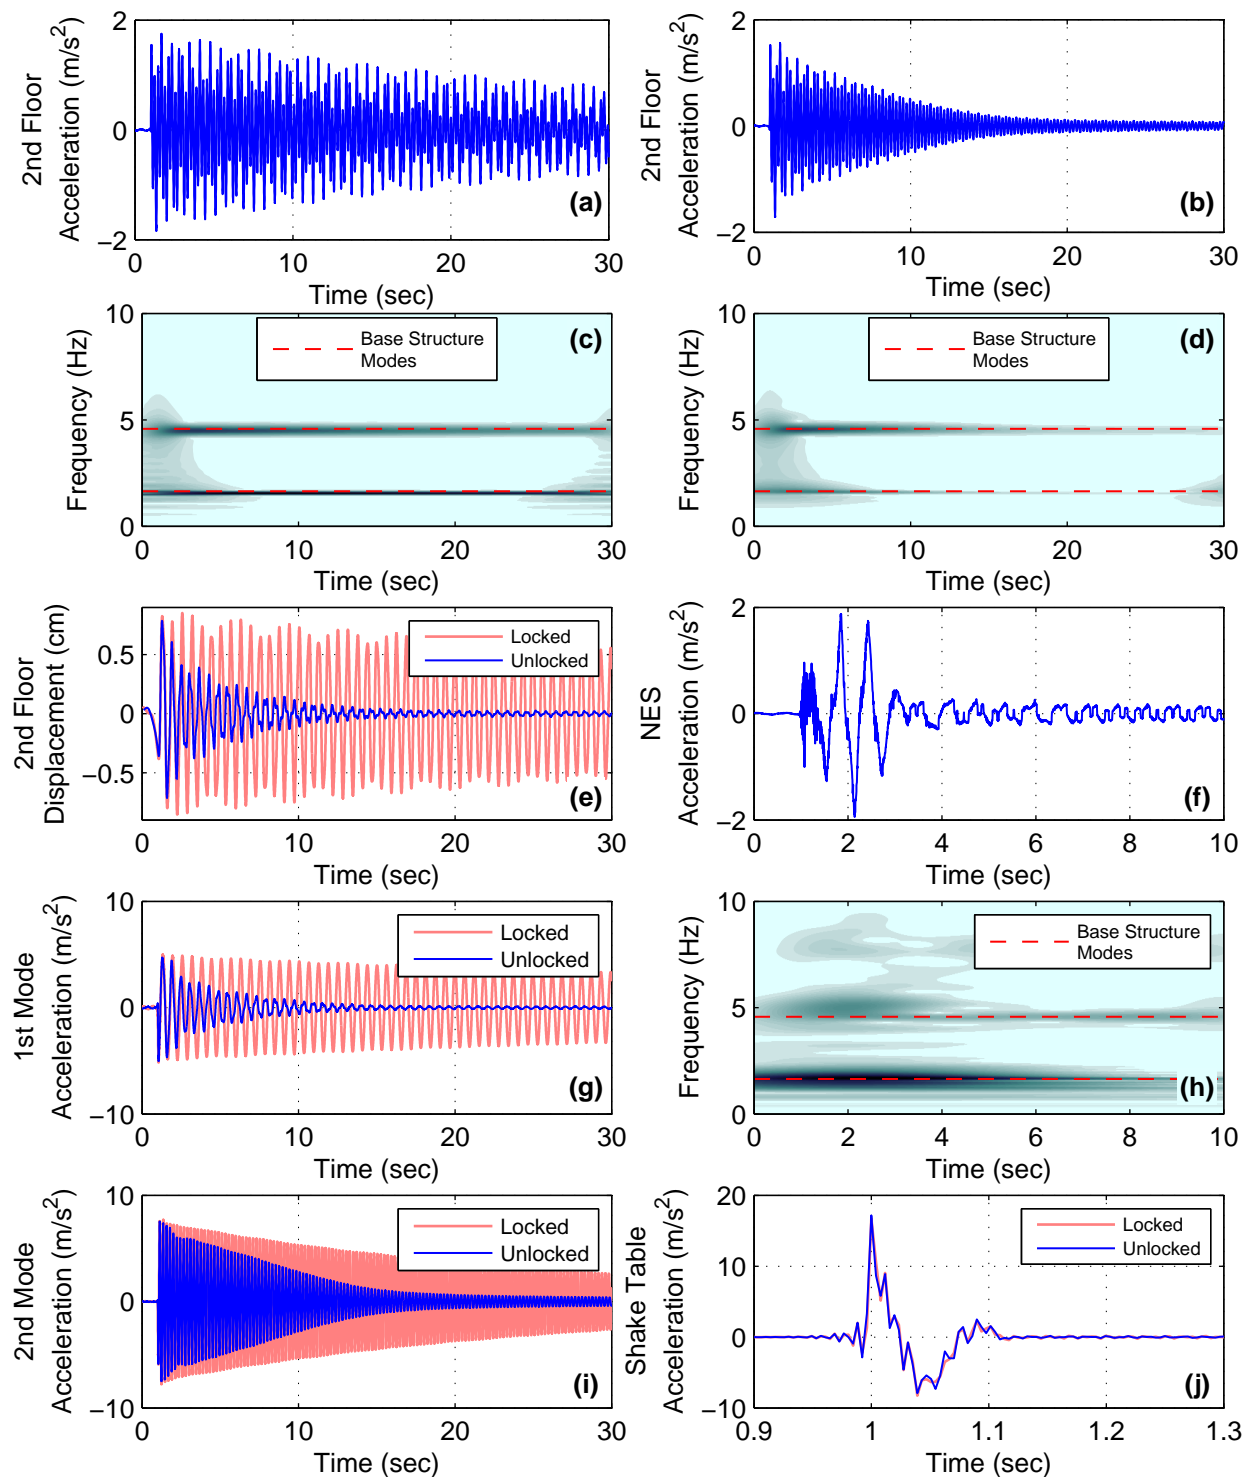 2nd Floor
Acceleration (m/s²)
2
0
−2
10
20
30
Time (sec)
(a)
2nd Floor
Acceleration (m/s²)
2
0
−2
0
10
20
30
Time (sec)
(b)
Frequency (Hz)
10
5
0
0
10
20
30
Time (sec)
Base Structure
Modes
(c)
Frequency (Hz)
10
5
0
0
10
20
30
Time (sec)
Base Structure
Modes
(d)
2nd Floor
Displacement (cm)
0.5
0
−0.5
0
10
20
30
Time (sec)
Locked
Unlocked
(e)
NES
Acceleration (m/s²)
2
0
−2
0
2
4
6
8
10
Time (sec)
(f)
1st Mode
Acceleration (m/s²)
10
0
−10
0
10
20
30
Time (sec)
Locked
Unlocked
(g)
Frequency (Hz)
10
5
0
0
2
4
6
8
10
Time (sec)
Base Structure
Modes
(h)
2nd Mode
Acceleration (m/s²)
10
0
−10
0
10
20
30
Time (sec)
Locked
Unlocked
(i)
Shake Table
Acceleration (m/s²)
20
10
0
−10
0.9
1
1.1
1.2
1.3
Time (sec)
Locked
Unlocked
(j)